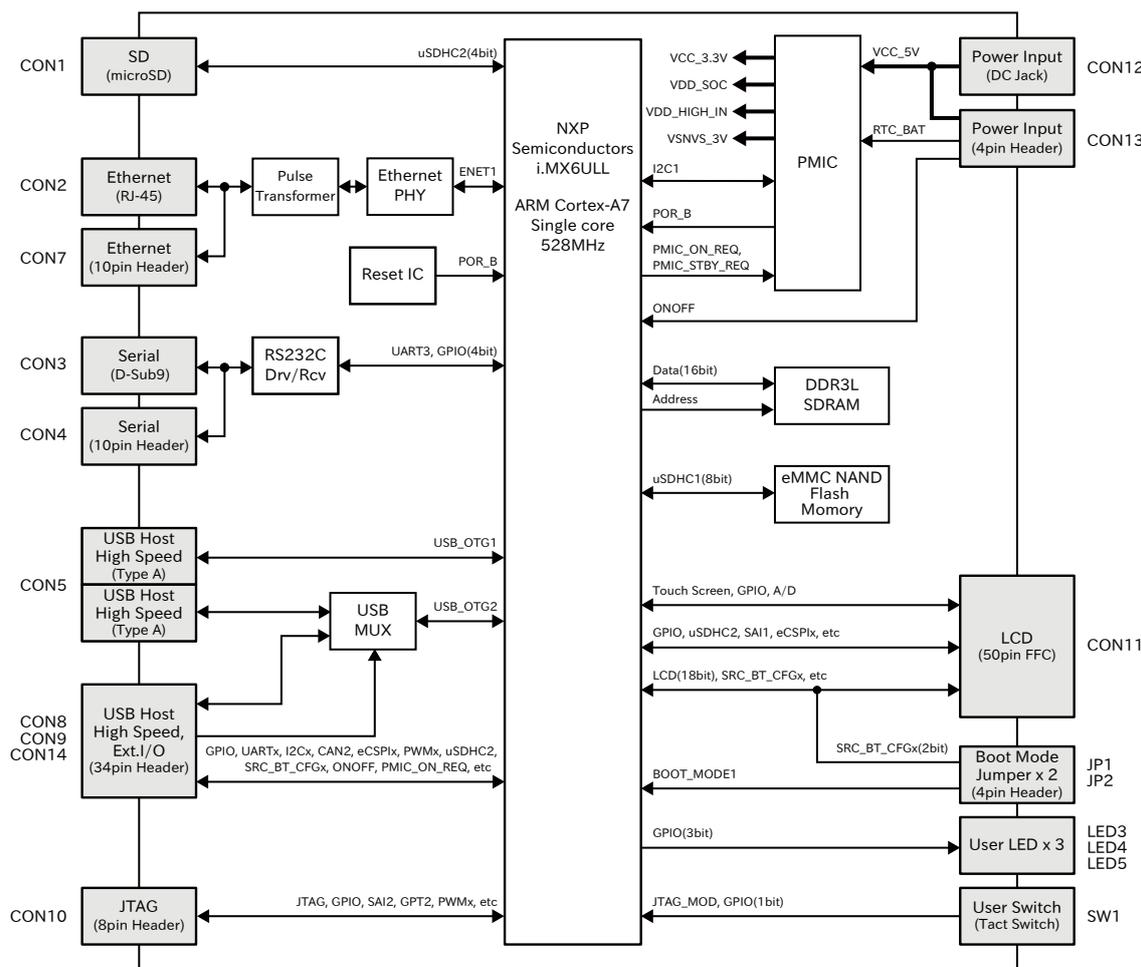 CON1
SD
(microSD)
uSDHC2(4bit)
CON2
Ethernet
(RJ-45)
Pulse
Transformer
Ethernet
PHY
ENET1
CON7
Ethernet
(10pin Header)
Reset IC
POR_B
CON3
Serial
(D-Sub9)
RS232C
Drv/Rcv
UART3, GPIO(4bit)
CON4
Serial
(10pin Header)
CON5
USB Host
High Speed
(Type A)
USB_OTG1
USB Host
High Speed
(Type A)
USB
MUX
USB_OTG2
CON8
CON9
CON14
USB Host
High Speed,
Ext.I/O
(34pin Header)
GPIO, UARTx, I2Cx, CAN2, eCSPIx, PWMx, uSDHC2,
SRC_BT_CFGx, ONOFF, PMIC_ON_REQ, etc
CON10
JTAG
(8pin Header)
JTAG, GPIO, SAI2, GPT2, PWMx, etc
NXP
Semiconductors
i.MX6ULL
ARM Cortex-A7
Single core
528MHz
VCC_3.3V
VDD_SOC
VDD_HIGH_IN
VSNVS_3V
I2C1
POR_B
PMIC_ON_REQ,
PMIC_STBY_REQ
ONOFF
PMIC
VCC_5V
RTC_BAT
Power Input
(DC Jack)
CON12
Power Input
(4pin Header)
CON13
Data(16bit)
Address
DDR3L
SDRAM
uSDHC1(8bit)
eMMC NAND
Flash
Momory
Touch Screen, GPIO, A/D
GPIO, uSDHC2, SAI1, eCSPIx, etc
LCD(18bit), SRC_BT_CFGx, etc
LCD
(50pin FFC)
CON11
SRC_BT_CFGx(2bit)
BOOT_MODE1
Boot Mode
Jumper x 2
(4pin Header)
JP1
JP2
GPIO(3bit)
User LED x 3
LED3
LED4
LED5
JTAG_MOD, GPIO(1bit)
User Switch
(Tact Switch)
SW1